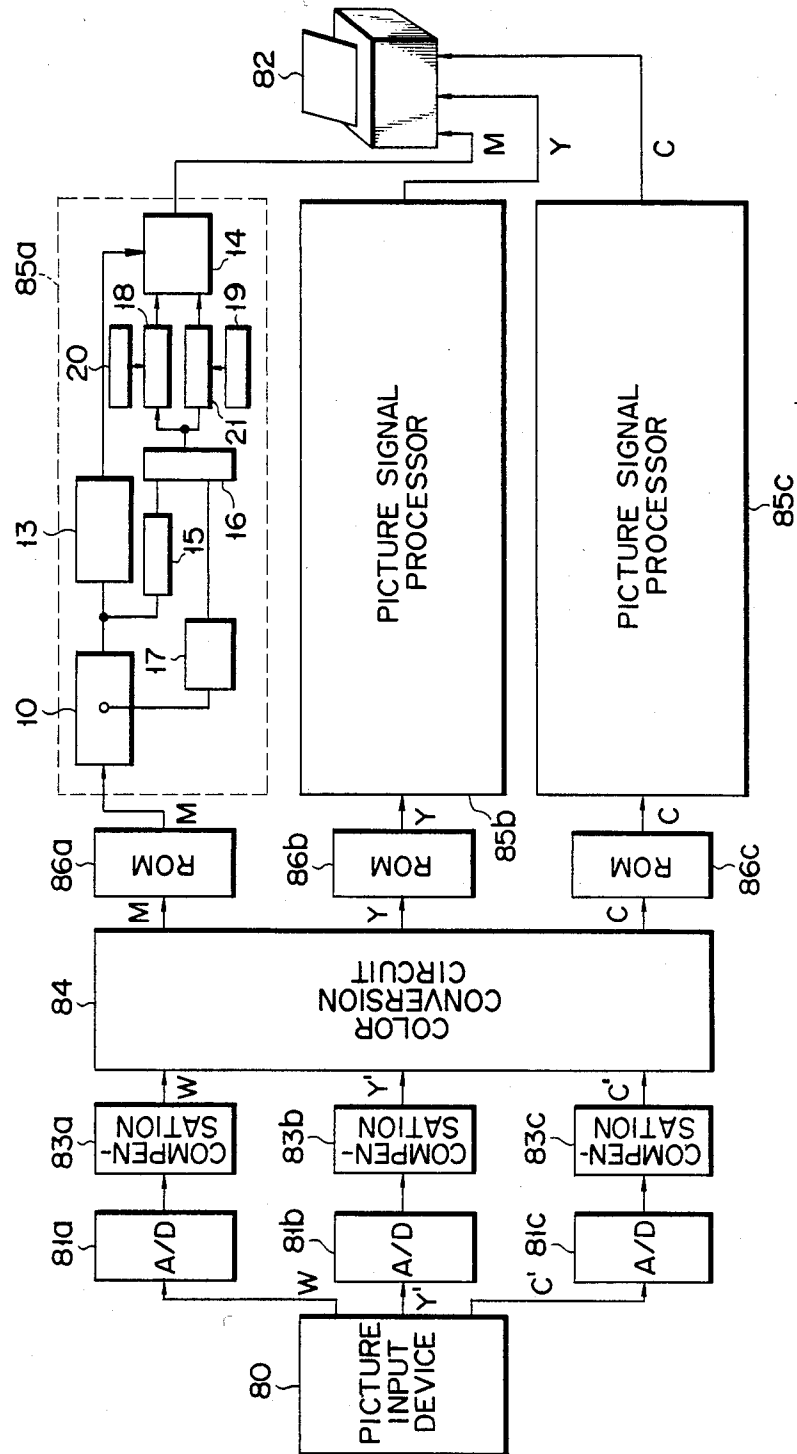 80
PICTURE
INPUT
DEVICE
W
Y'
C'
81a
A/D
81b
A/D
81c
A/D
83a
COMPEN-
SATION
83b
COMPEN-
SATION
83c
COMPEN-
SATION
W
Y'
C'
84
COLOR
CONVERSION
CIRCUIT
M
Y
C
86a
ROM
86b
ROM
86c
ROM
M
Y
C
85a
10
13
17
15
16
20
18
21
19
14
85b
PICTURE SIGNAL
PROCESSOR
85c
PICTURE SIGNAL
PROCESSOR
M
Y
C
82